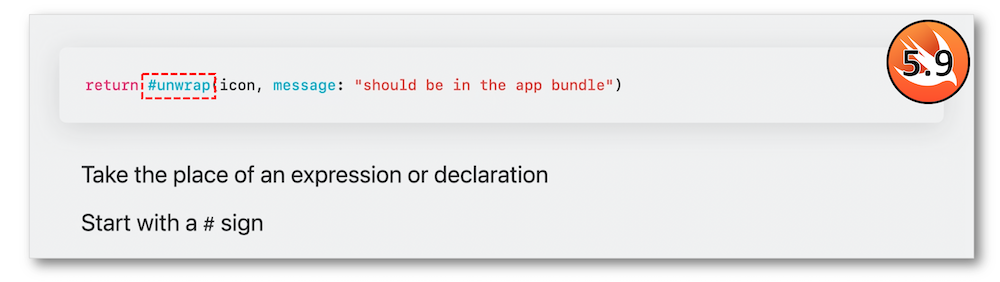 return #unwrap(icon, message: "should be in the app bundle")
5.9
Take the place of an expression or declaration
Start with a # sign